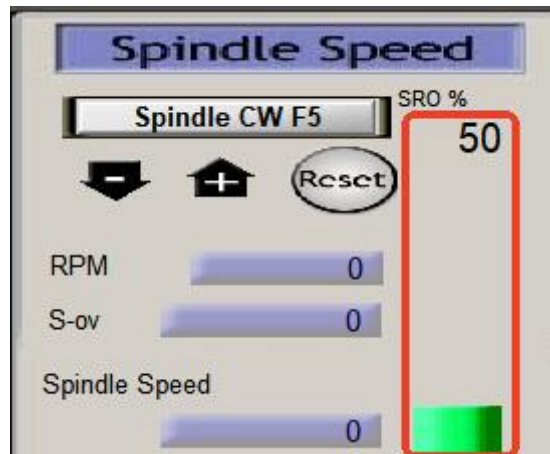 Spindle Speed
Spindle CW F5
SRO %
50
-
+
Reset
RPM 0
S-ov 0
Spindle Speed
0